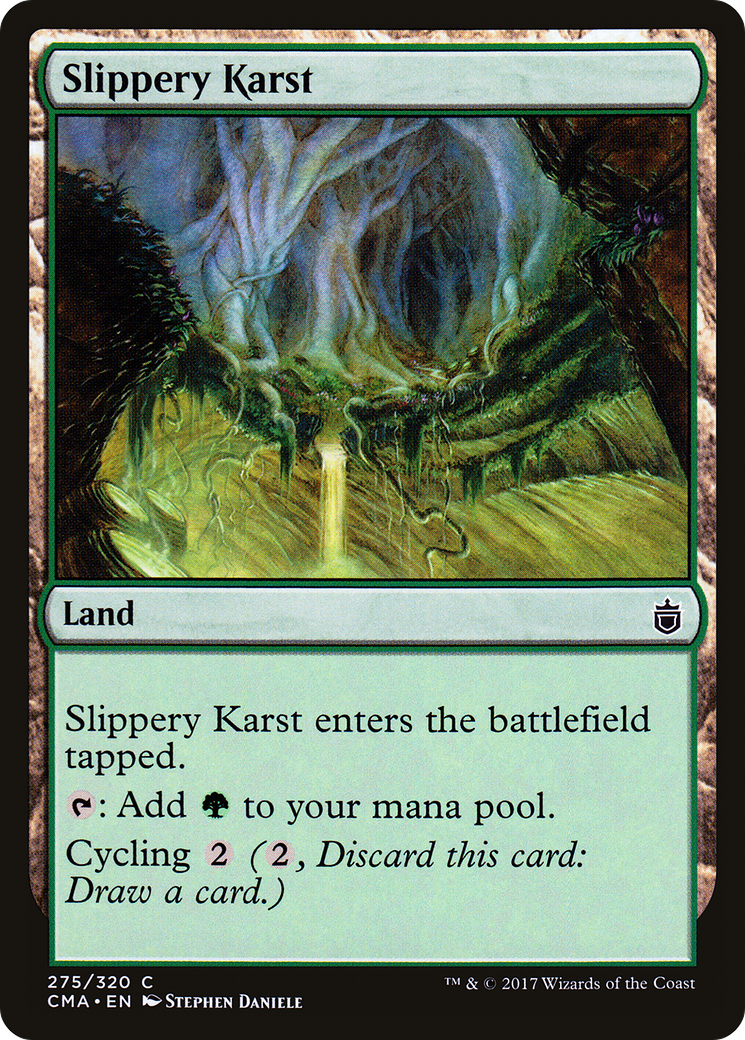 Slippery Karst
Land
Slippery Karst enters the battlefield
tapped.
: Add to your mana pool.
Cycling 2 (2, Discard this card:
Draw a card.)
275/320 C
CMA • EN Stephen Daniele
™ & © 2017 Wizards of the Coast